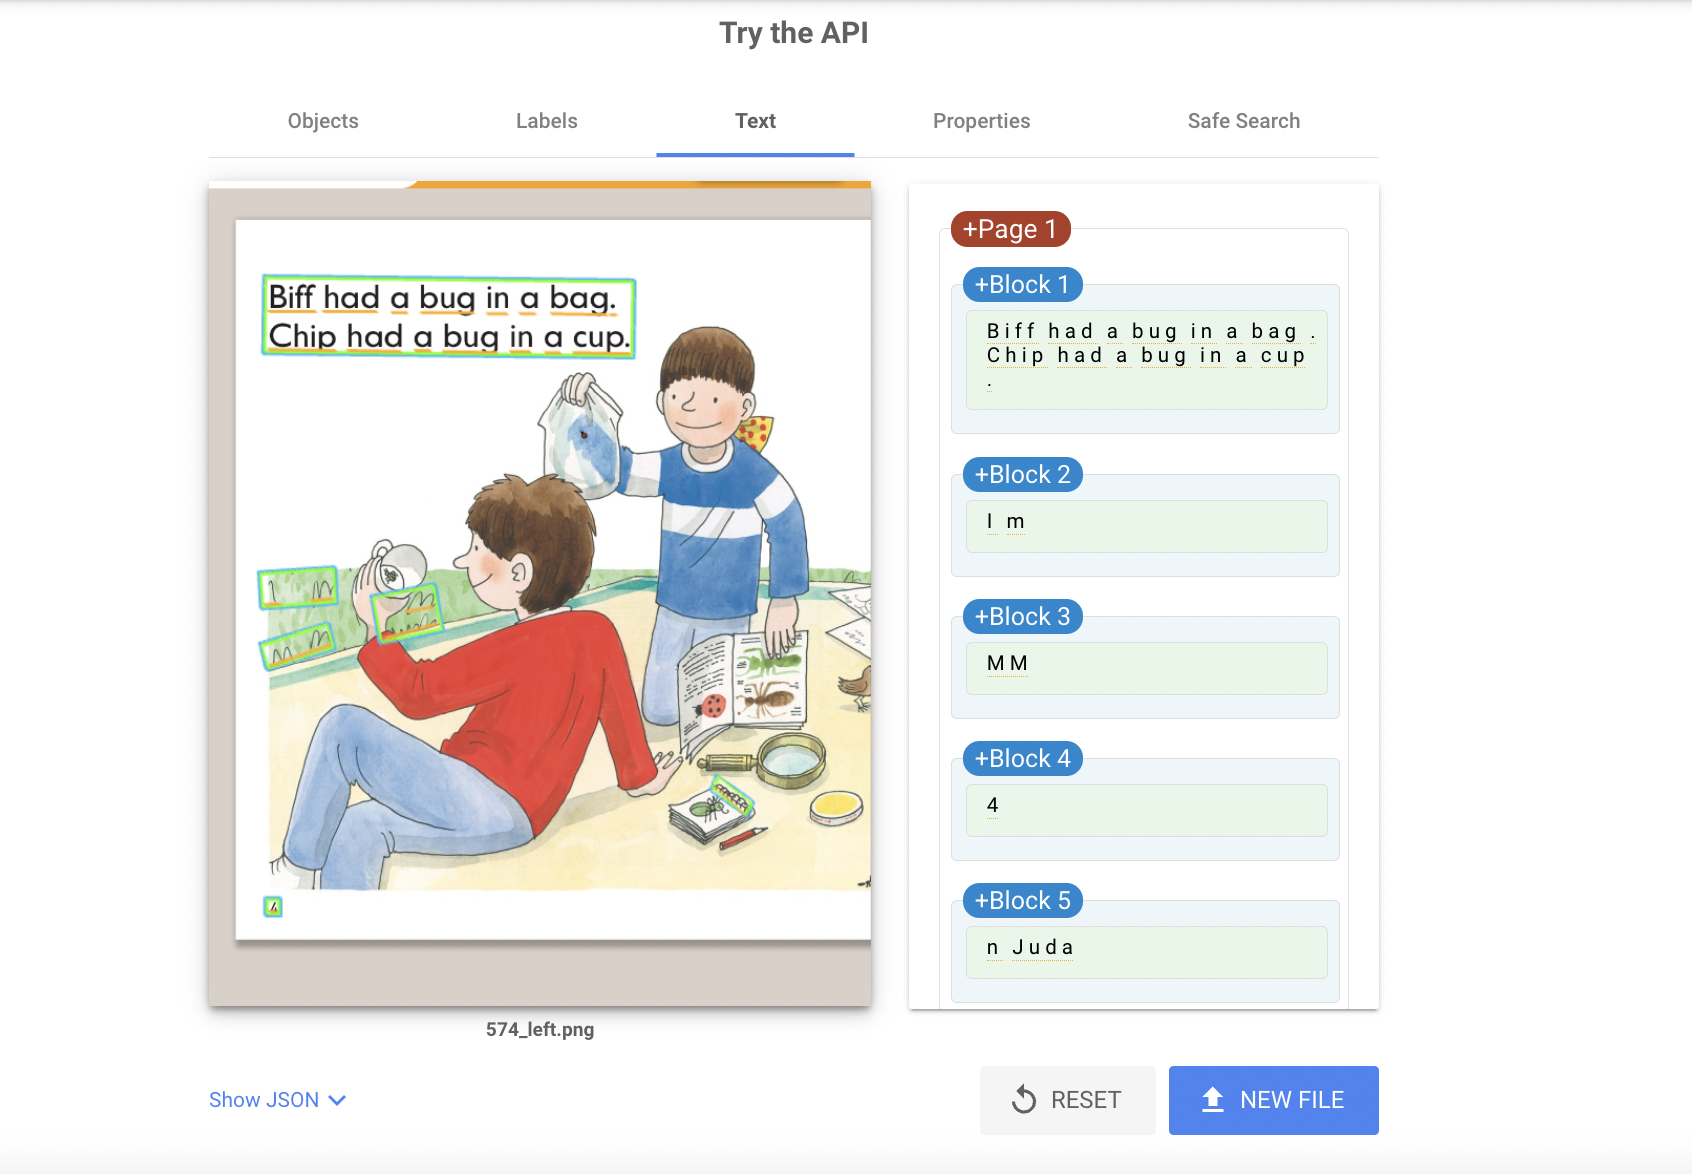 Try the API
Objects
Labels
Text
Properties
Safe Search
Biff had a bug in a bag.
Chip had a bug in a cup.
4
574_left.png
Show JSON
+Page 1
+Block 1
Biff had a bug in a bag .
Chip had a bug in a cup
.
+Block 2
I m
+Block 3
MM
+Block 4
4
+Block 5
n Juda
RESET
NEW FILE